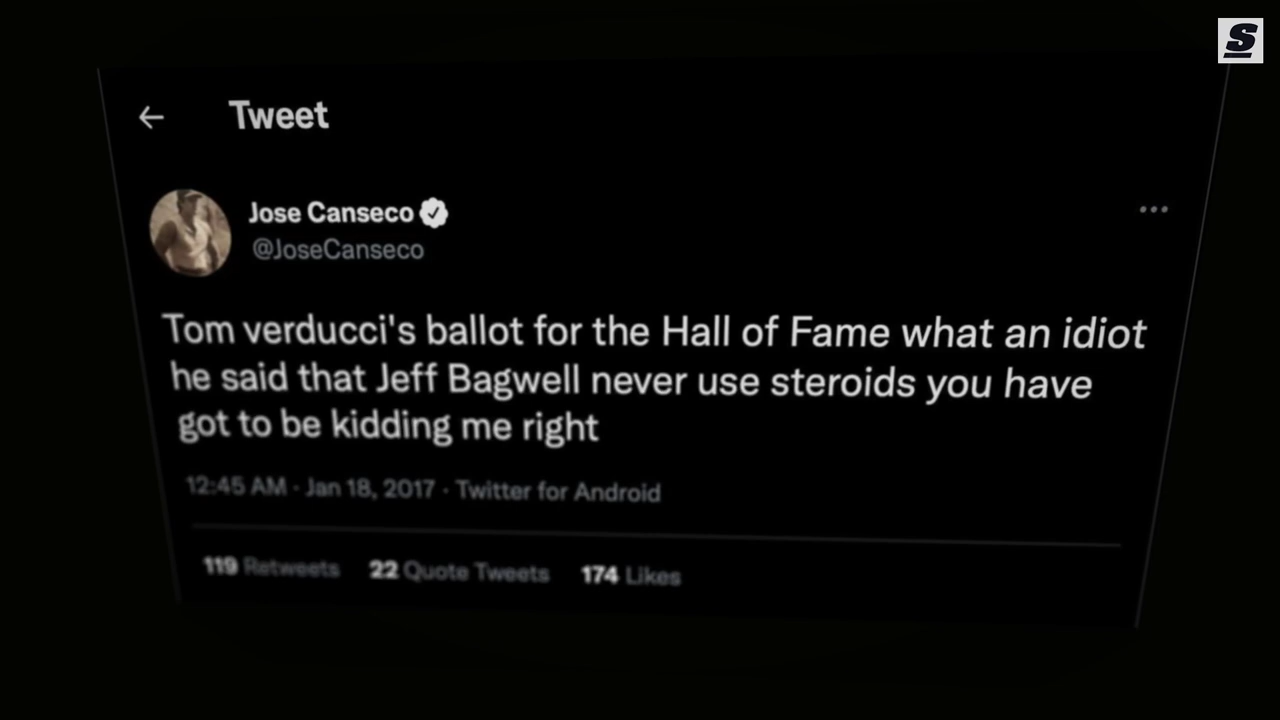 S
Tweet
Jose Canseco
@JoseCanseco
Tom verducci's ballot for the Hall of Fame what an idiot
he said that Jeff Bagwell never use steroids you have
got to be kidding me right
12:45 AM · Jan 18, 2017 · Twitter for Android
119 Retweets 22 Quote Tweets 174 Likes